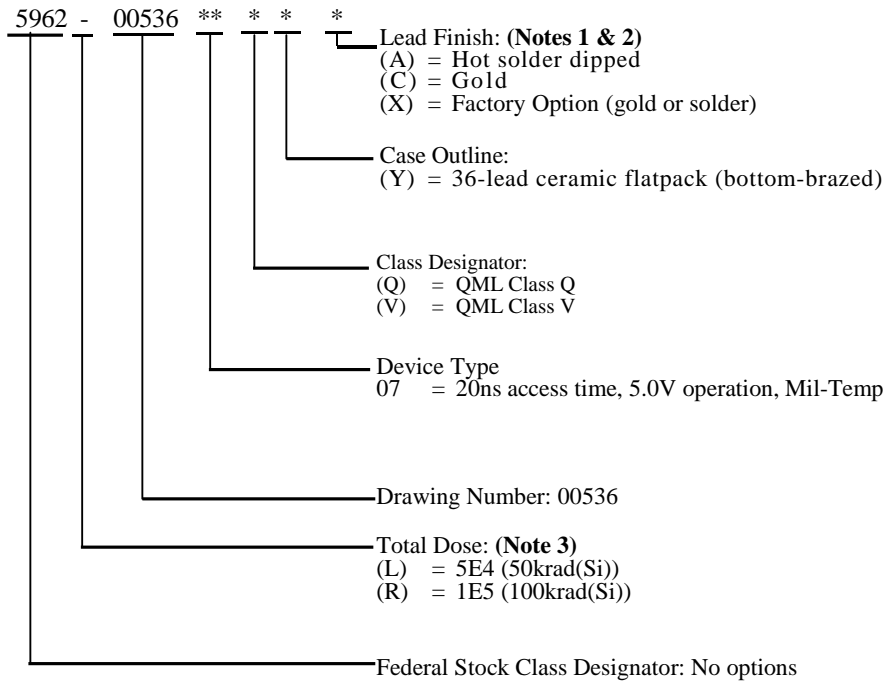 5962 - 00536 ** * * *
Lead Finish: (Notes 1 & 2)
(A) = Hot solder dipped
(C) = Gold
(X) = Factory Option (gold or solder)
Case Outline:
(Y) = 36-lead ceramic flatpack (bottom-brazed)
Class Designator:
(Q) = QML Class Q
(V) = QML Class V
Device Type
07 = 20ns access time, 5.0V operation, Mil-Temp
Drawing Number: 00536
Total Dose: (Note 3)
(L) = 5E4 (50krad(Si))
(R) = 1E5 (100krad(Si))
Federal Stock Class Designator: No options